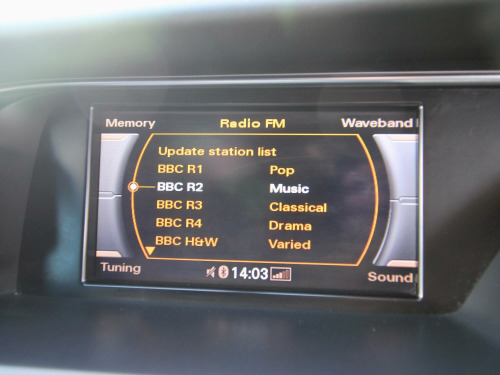 Memory Radio FM Waveband
Update station list
BBC R1 Pop
BBC R2 Music
BBC R3 Classical
BBC R4 Drama
BBC H&W Varied
Tuning 14:03 Sound